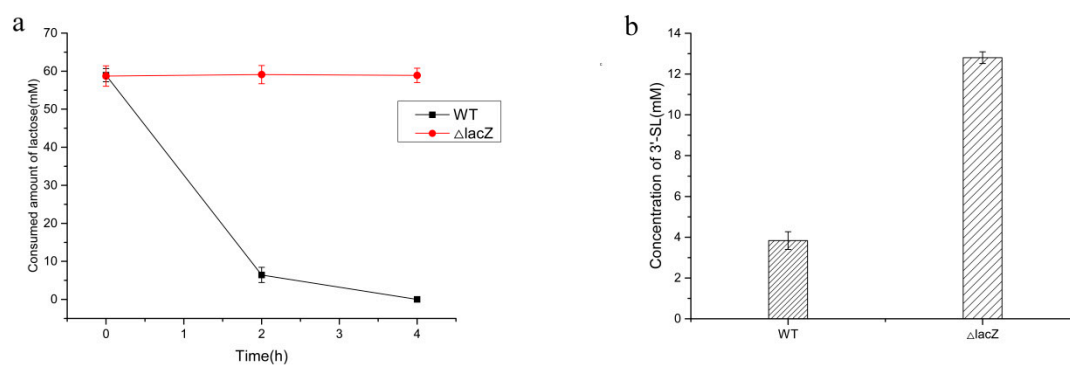 a
70
60
50
40
30
20
10
0
0 1 2 3 4
Time(h)
Consumed amount of lactose(mM)
WT
△lacZ
b
14
12
10
8
6
4
2
0
WT △lacZ
Concentration of 3'-SL(mM)